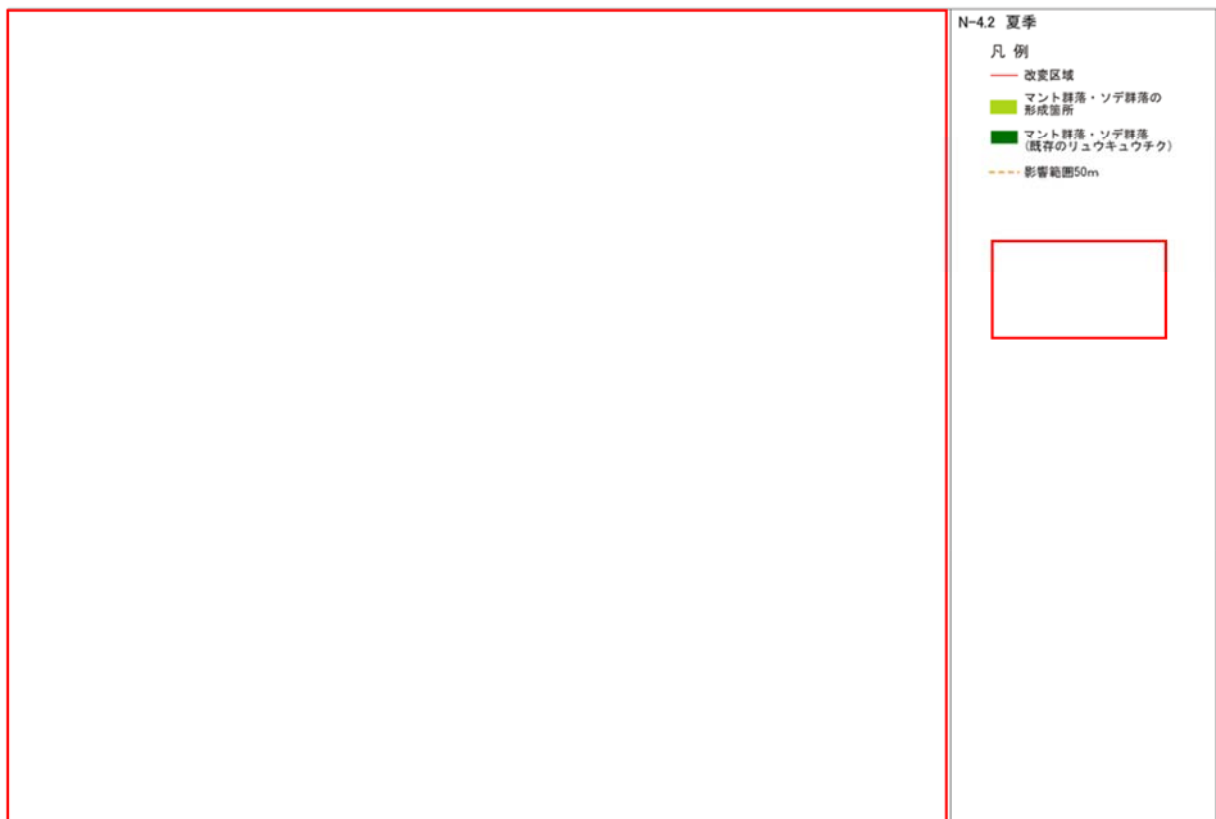 N-4.2 夏季
凡 例
改変区域
マント群落・ソデ群落の
形成箇所
マント群落・ソデ群落
(既存のリュウキュウチク)
影響範囲50m